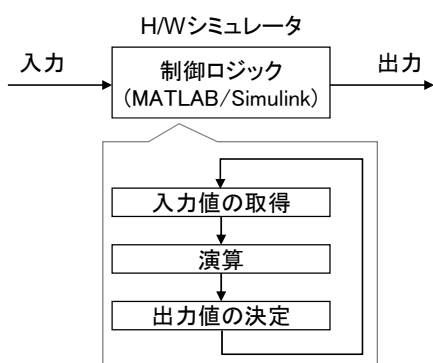 H/Wシミュレータ
入力
制御ロジック
(MATLAB/Simulink)
出力
入力値の取得
演算
出力値の決定